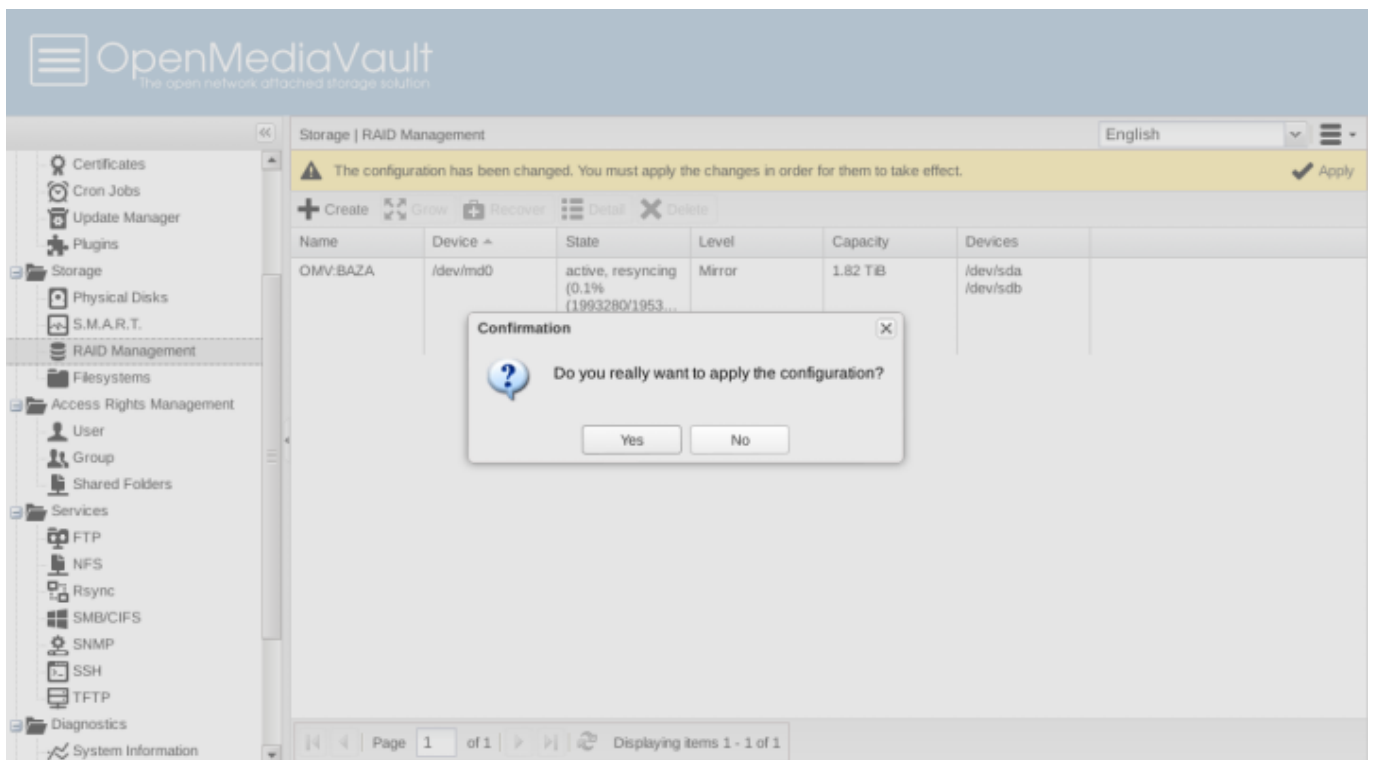 OpenMediaVault
The open network attached storage solution
Storage | RAID Management
English
Certificates
Cron Jobs
Update Manager
Plugins
Storage
Physical Disks
S.M.A.R.T.
RAID Management
Filesystems
Access Rights Management
User
Group
Shared Folders
Services
FTP
NFS
Rsync
SMB/CIFS
SNMP
SSH
TFTP
Diagnostics
System Information
The configuration has been changed. You must apply the changes in order for them to take effect.
Apply
Create Grow Recover Detail Delete
Name Device State Level Capacity Devices
OMV:BAZA /dev/md0 active, resyncing Mirror 1.82 TiB /dev/sda
(0.1% /dev/sdb
(1993280/1953...
Confirmation
Do you really want to apply the configuration?
Yes No
Page 1 of 1 Displaying items 1 - 1 of 1